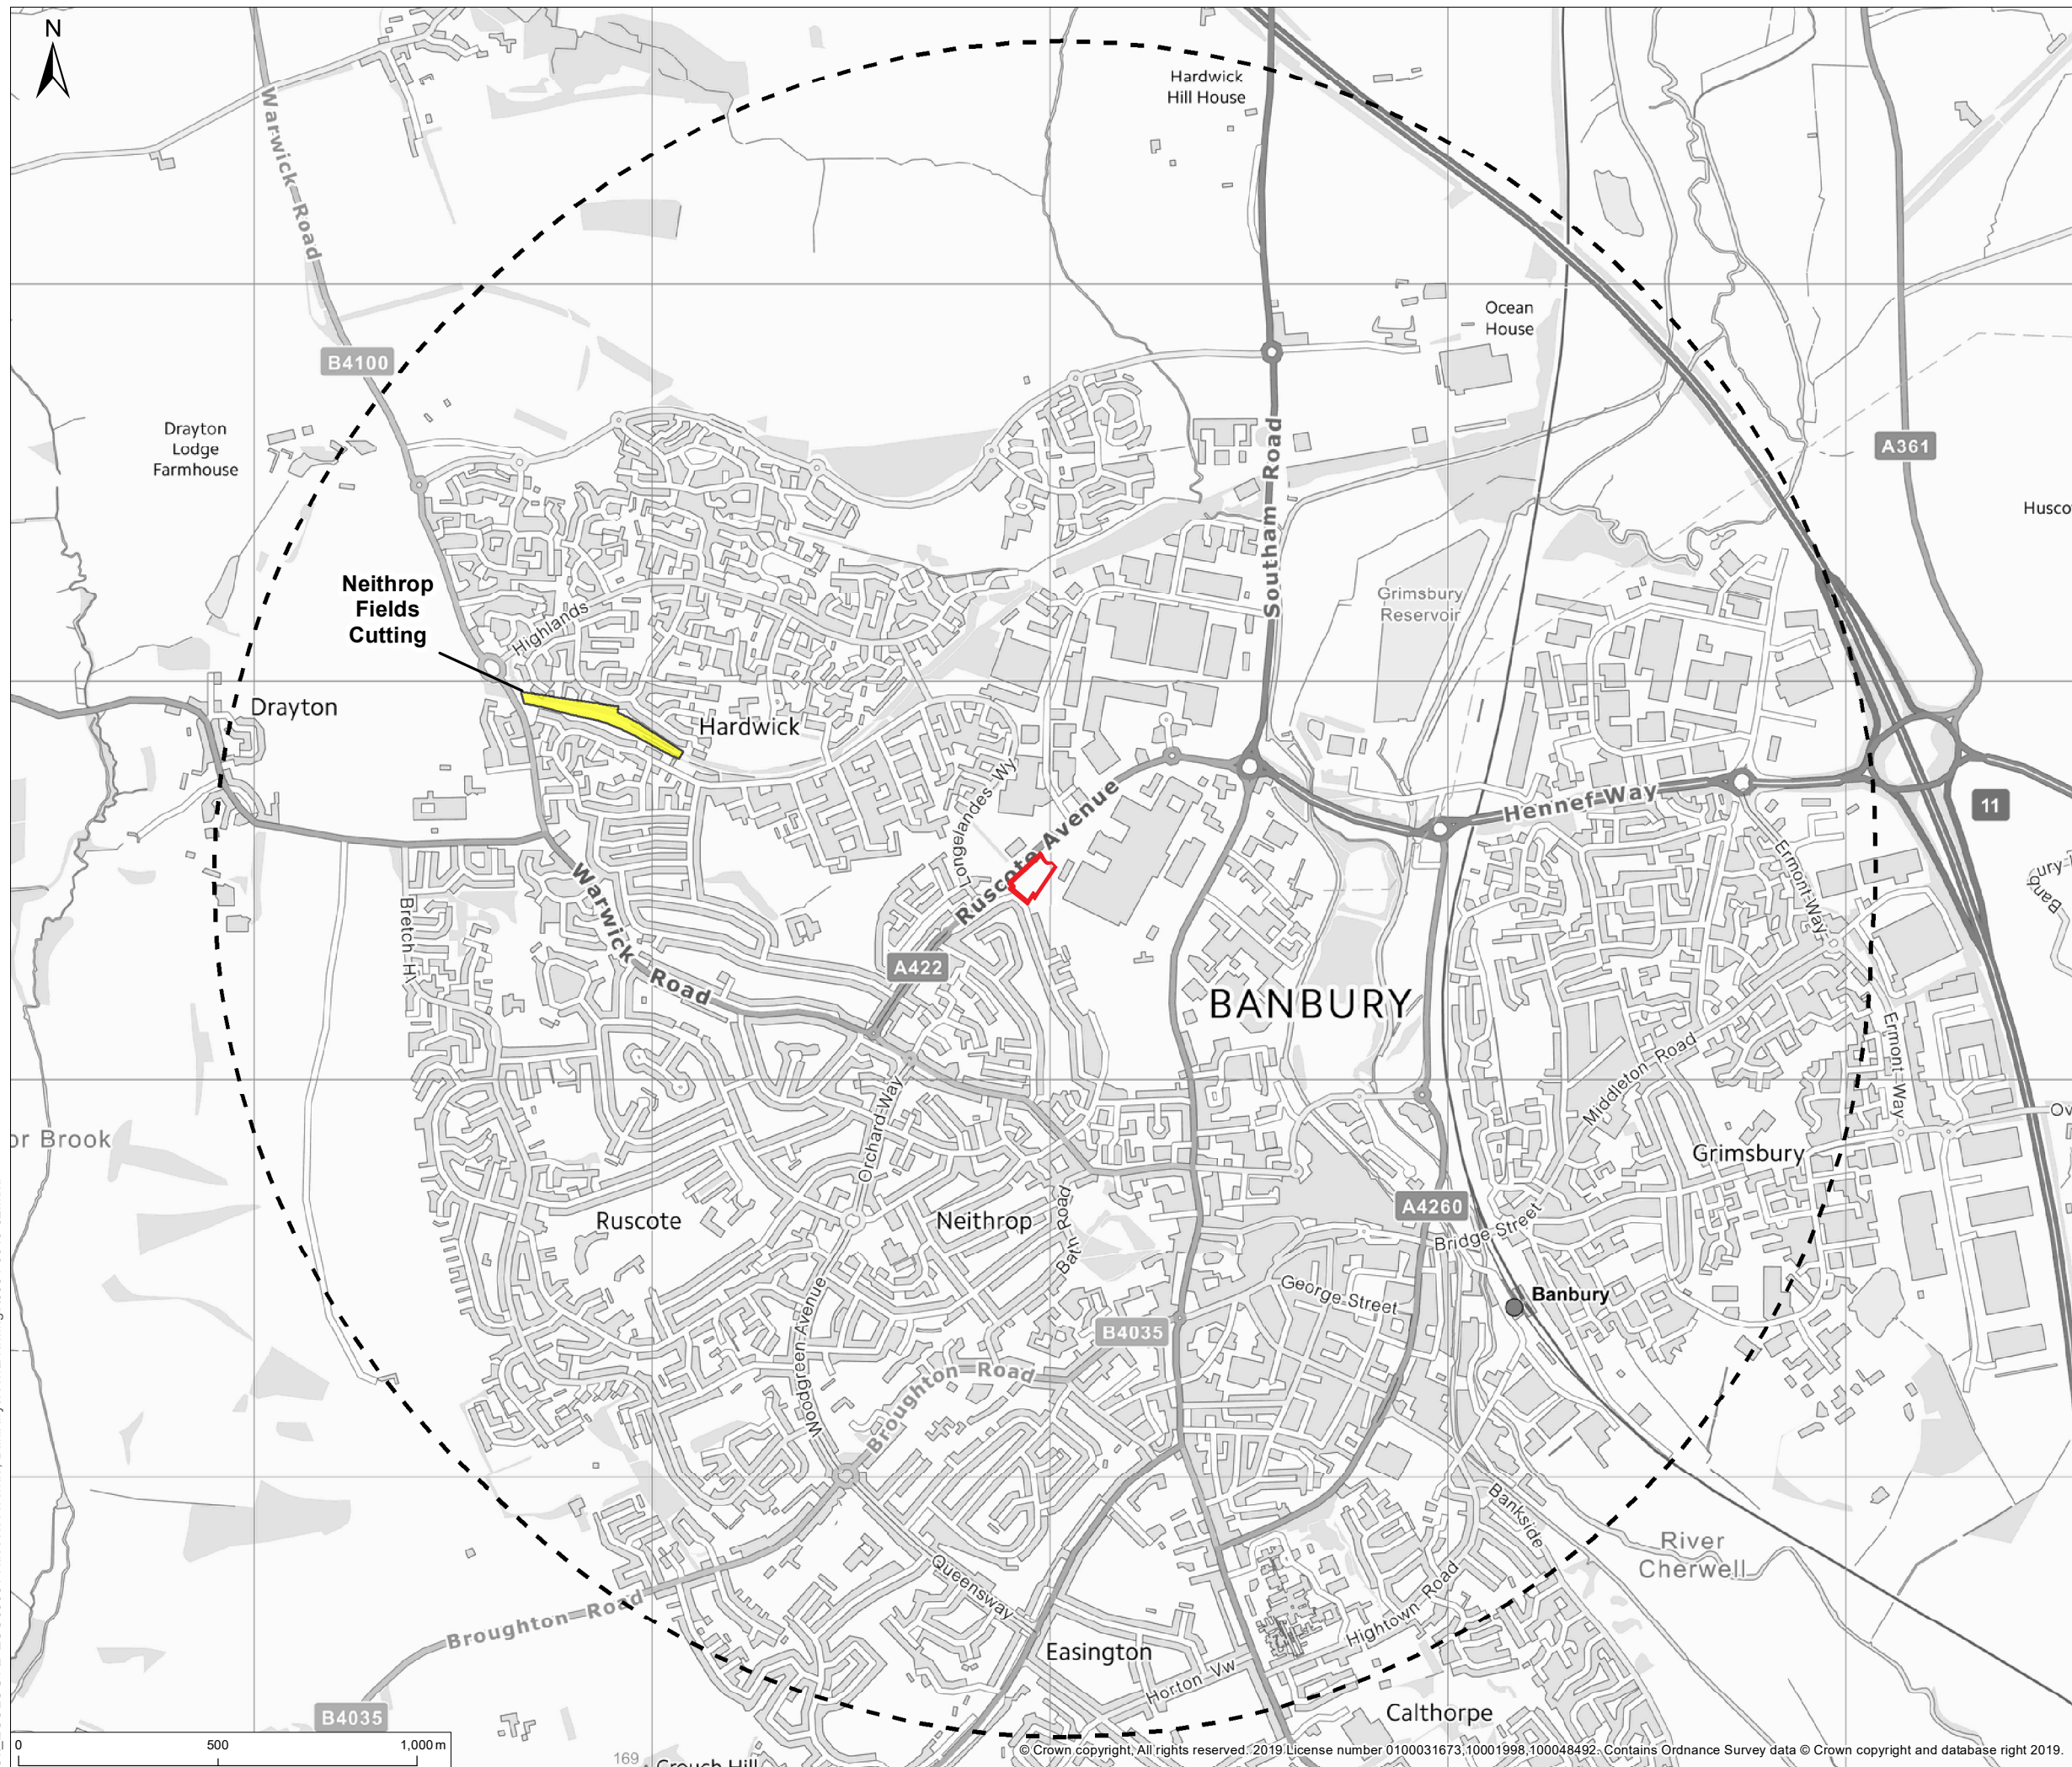 N
Hardwick
Hill House
Warwick Road
Ocean
House
B4100
Drayton
Lodge
Farmhouse
A361
Southam Road
Husco
Neithrop
Fields
Cutting
Highlands
Grimsbury
Reservoir
Drayton
Hardwick
Longelandes Wy
Ruscote Avenue
Hennef Way
11
Ermont Way
Bretch Hl
Warwick Road
A422
BANBURY
Ermont Way
Middleton Road
or Brook
Orchard Way
Grimsbury
Ruscote
Neithrop
Bath Road
A4260
Bridge Street
George Street
Banbury
Woodgreen Avenue
B4035
Broughton Road
Bankside
River
Cherwell
Queensway
Hightown Road
Broughton Road
Easington
Horton Vw
Calthorpe
B4035
0 500 1,000 m
169
Crouch Hill
© Crown copyright, All rights reserved. 2019 License number 0100031673,10001998,100048492. Contains Ordnance Survey data © Crown copyright and database right 2019.